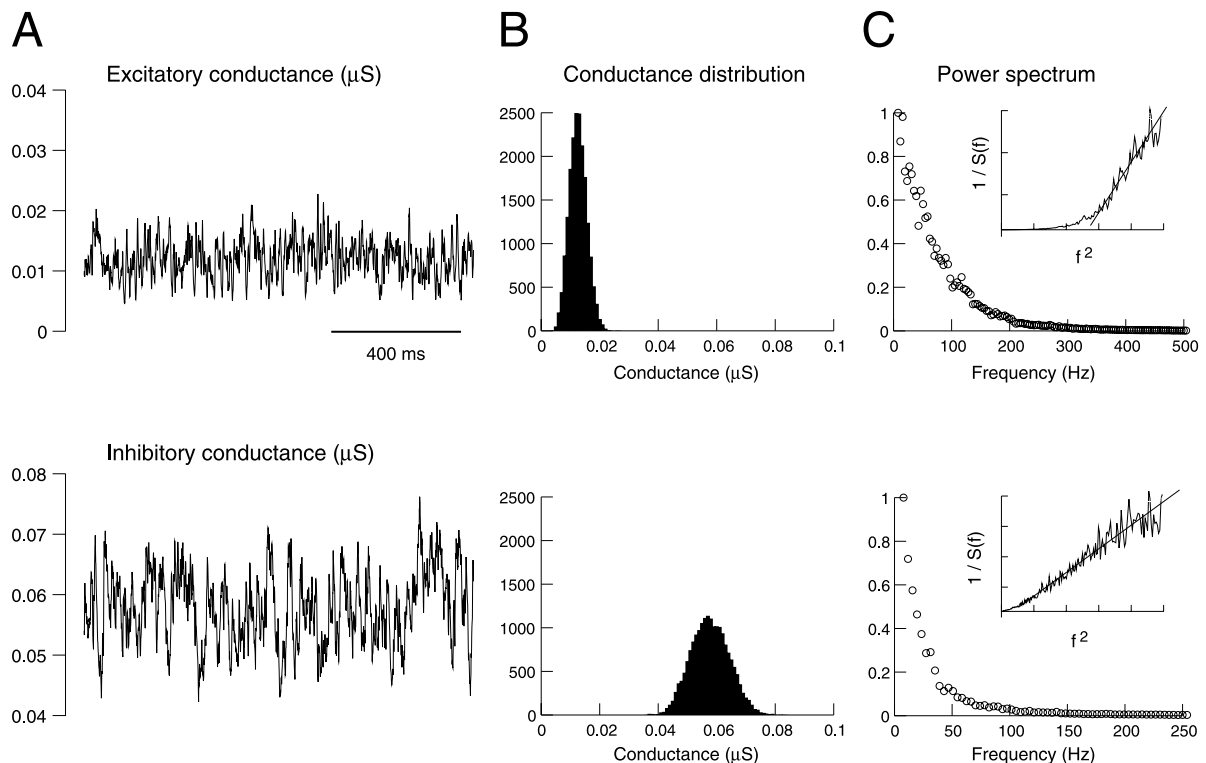 A
B
C
Excitatory conductance (μS)
0.04
0.03
0.02
0.01
0
400 ms
Conductance distribution
2500
2000
1500
1000
500
0
0 0.02 0.04 0.06 0.08 0.1
Conductance (μS)
Power spectrum
1
0.8
0.6
0.4
0.2
0
0 100 200 300 400 500
Frequency (Hz)
1 / S(f)
f 2
Inhibitory conductance (μS)
0.08
0.07
0.06
0.05
0.04
2500
2000
1500
1000
500
0
0 0.02 0.04 0.06 0.08 0.1
Conductance (μS)
1
0.8
0.6
0.4
0.2
0
0 50 100 150 200 250
Frequency (Hz)
1 / S(f)
f 2